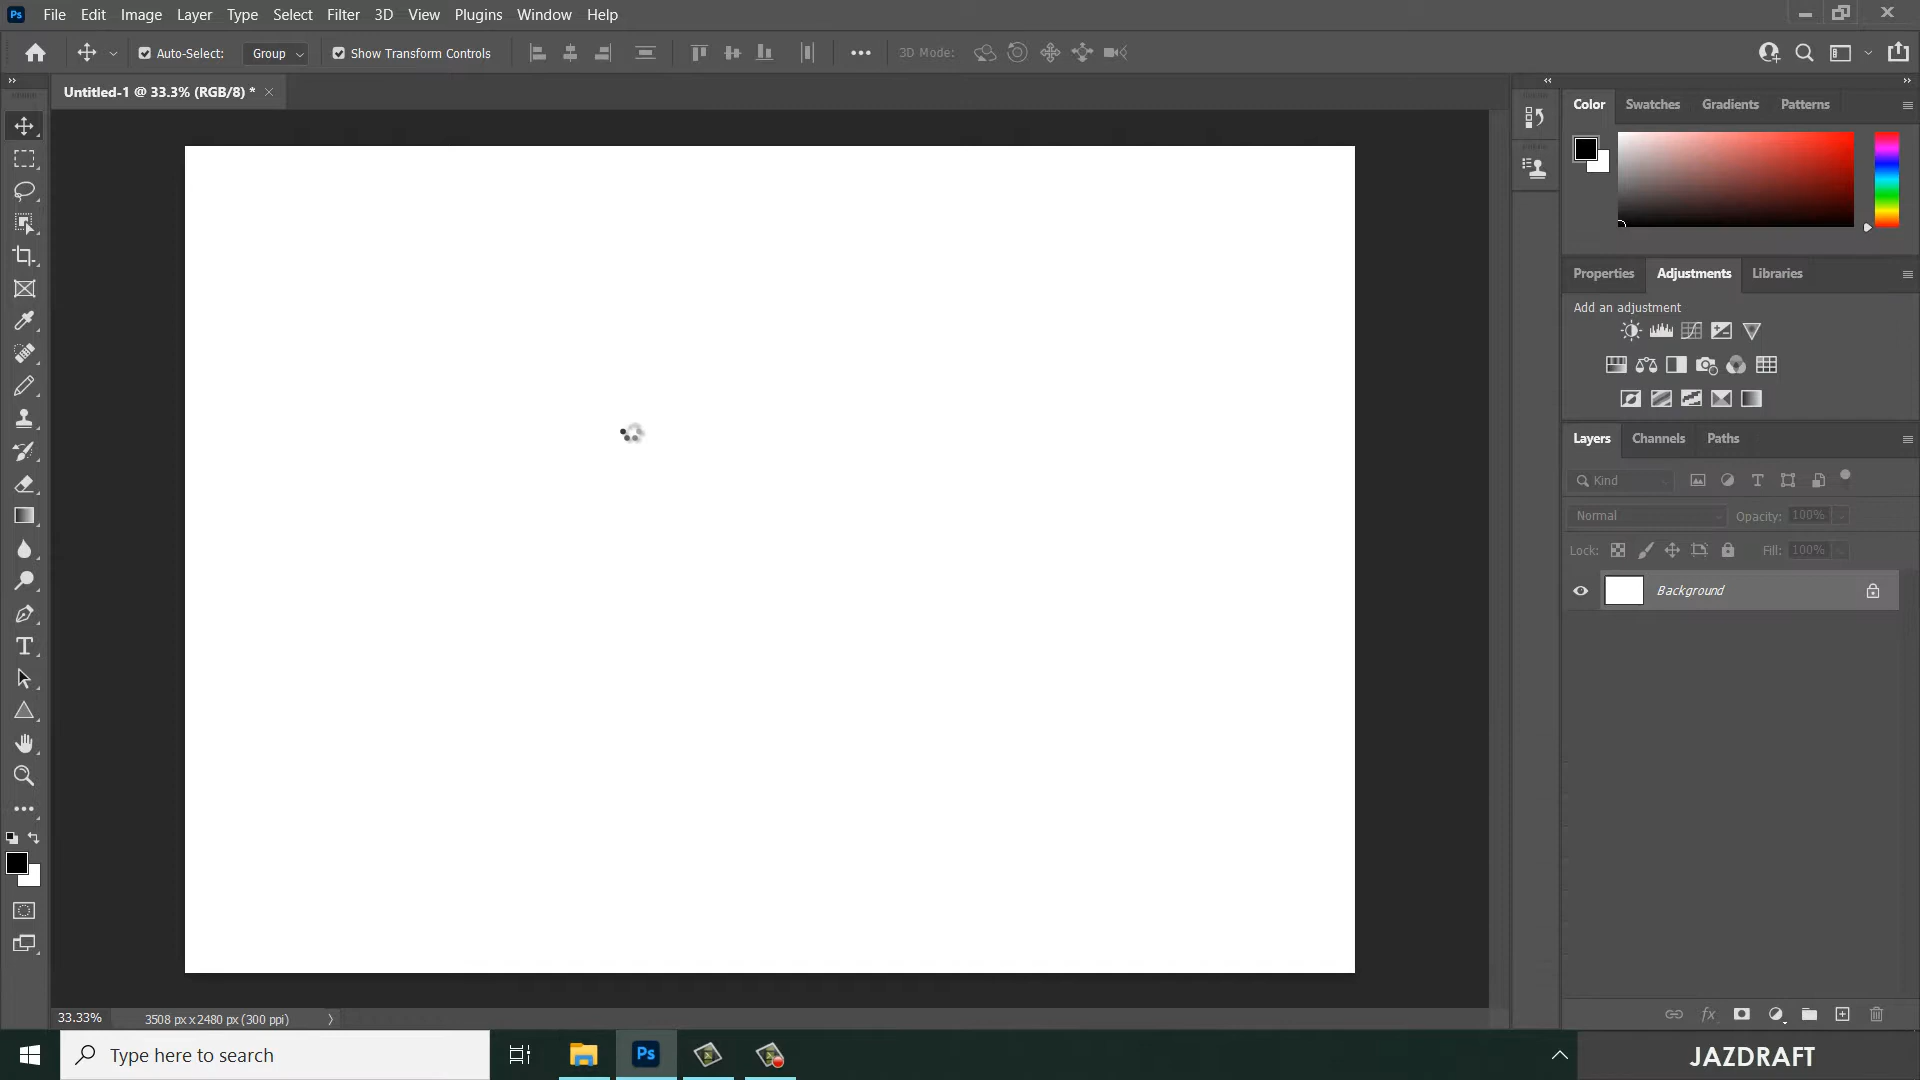 Ps File Edit Image Layer Type Select Filter 3D View Plugins Window Help
Auto-Select: Group Show Transform Controls 3D Mode:
Untitled-1 @ 33.3% (RGB/8) *
Color Swatches Gradients Patterns
Properties Adjustments Libraries
Add an adjustment
Layers Channels Paths
Kind
Normal Opacity: 100%
Lock: Fill: 100%
Background
33.33% 3508 px x 2480 px (300 ppi)
Type here to search
Ps
JAZDRAFT